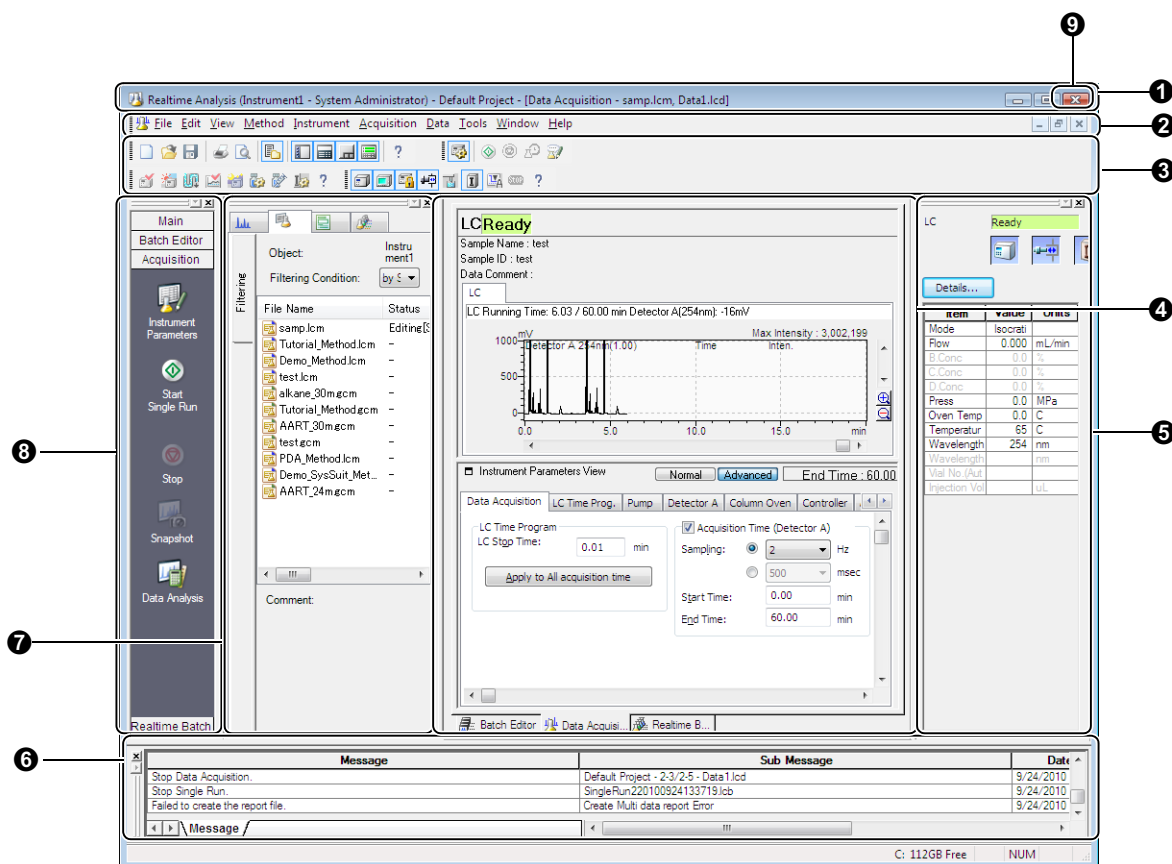 9
Realtime Analysis (Instrument1 - System Administrator) - Default Project - [Data Acquisition - samp.lcm, Data1.lcd]
1
File Edit View Method Instrument Acquisition Data Tools Window Help
2
?
3
? ?
8
Main
Batch Editor
Acquisition
Instrument
Parameters
Start
Single Run
Stop
Snapshot
Data Analysis
Realtime Batch
7
Filtering
Object: Instru
ment1
Filtering Condition: by S
File Name Status
samp.lcm Editing[S
Tutorial_Method.lcm -
Demo_Method.lcm -
test.lcm -
alkane_30m.gcm -
Tutorial_Method.gcm -
AART_30m.gcm -
test.gcm -
PDA_Method.lcm -
Demo_SysSuit_Met... -
AART_24m.gcm -
Comment:
LC Ready
Sample Name : test
Sample ID : test
Data Comment :
LC
LC Running Time: 6.03 / 60.00 min Detector A(254nm): -16mV
mV Max Intensity : 3,002,199
1000 Detector A 254nm(1.00) Time Inten.
500
0
0.0 5.0 10.0 15.0 min
Instrument Parameters View Normal Advanced End Time : 60.00
Data Acquisition LC Time Prog. Pump Detector A Column Oven Controller
LC Time Program
LC Stop Time: 0.01 min
Apply to All acquisition time
Acquisition Time (Detector A)
Sampling: 2 Hz
500 msec
Start Time: 0.00 min
End Time: 60.00 min
Batch Editor Data Acquisi... Realtime B...
4
LC Ready
Details...
Item Value Units
Mode Isocrati
Flow 0.000 mL/min
B.Conc 0.0 %
C.Conc 0.0 %
D.Conc 0.0 %
Press 0.0 MPa
Oven Temp 0.0 C
Temperatur 65 C
Wavelength 254 nm
Wavelength nm
Vial No.(Aut
Injection Vol uL
5
6
Message Sub Message Date
Stop Data Acquisition. Default Project - 2-3/2-5 - Data1.lcd 9/24/2010
Stop Single Run. SingleRun220100924133719.lcb 9/24/2010
Failed to create the report file. Create Multi data report Error 9/24/2010
Message
C: 112GB Free NUM